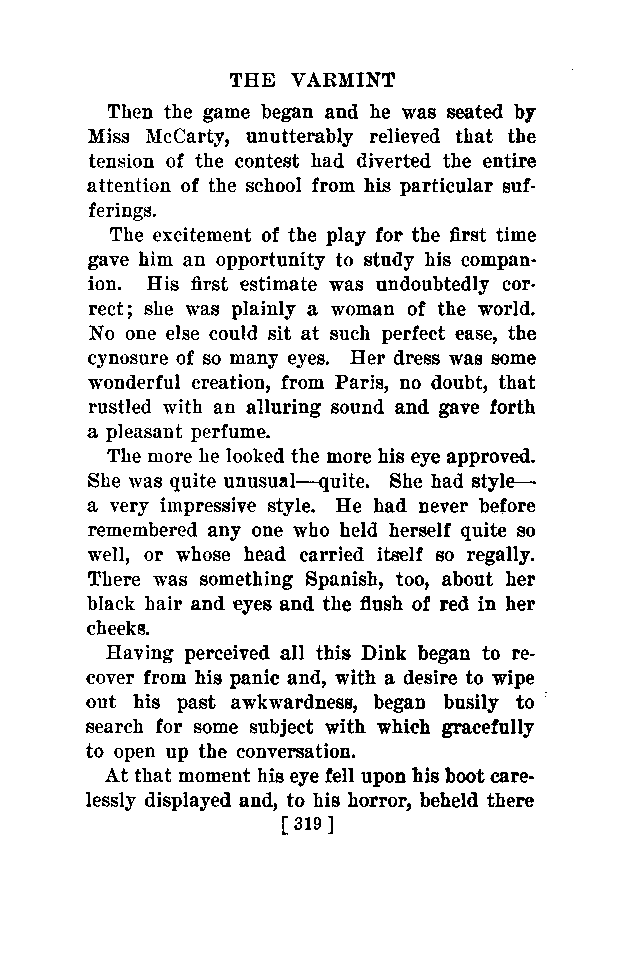 THE VARMINT
Then the game began and he was seated by
Miss McCarty, unutterably relieved that the
tension of the contest had diverted the entire
attention of the school from his particular suf-
ferings.
The excitement of the play for the first time
gave him an opportunity to study his compan-
ion. His first estimate was undoubtedly cor-
rect; she was plainly a woman of the world.
No one else could sit at such perfect ease, the
cynosure of so many eyes. Her dress was some
wonderful creation, from Paris, no doubt, that
rustled with an alluring sound and gave forth
a pleasant perfume.
The more he looked the more his eye approved.
She was quite unusual—quite. She had style—
a very impressive style. He had never before
remembered any one who held herself quite so
well, or whose head carried itself so regally.
There was something Spanish, too, about her
black hair and eyes and the flush of red in her
cheeks.
Having perceived all this Dink began to re-
cover from his panic and, with a desire to wipe
out his past awkwardness, began busily to
search for some subject with which gracefully
to open up the conversation.
At that moment his eye fell upon his boot care-
lessly displayed and, to his horror, beheld there
[ 319 ]